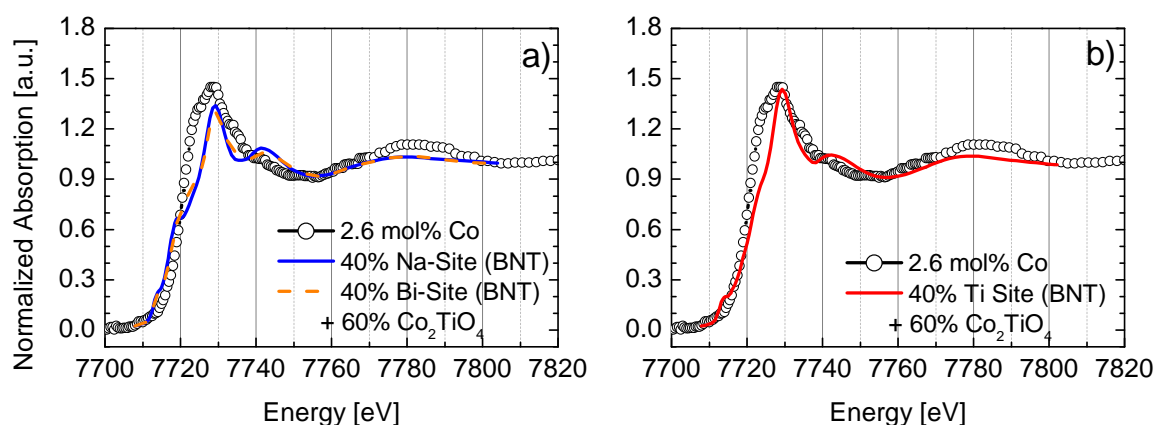 a)
Normalized Absorption [a.u.]
1.8
1.5
1.2
0.9
0.6
0.3
0.0
2.6 mol% Co
40% Na-Site (BNT)
40% Bi-Site (BNT)
+ 60% Co₂TiO₄
7700 7720 7740 7760 7780 7800 7820
Energy [eV]
b)
1.8
1.5
1.2
0.9
0.6
0.3
0.0
2.6 mol% Co
40% Ti Site (BNT)
+ 60% Co₂TiO₄
7700 7720 7740 7760 7780 7800 7820
Energy [eV]